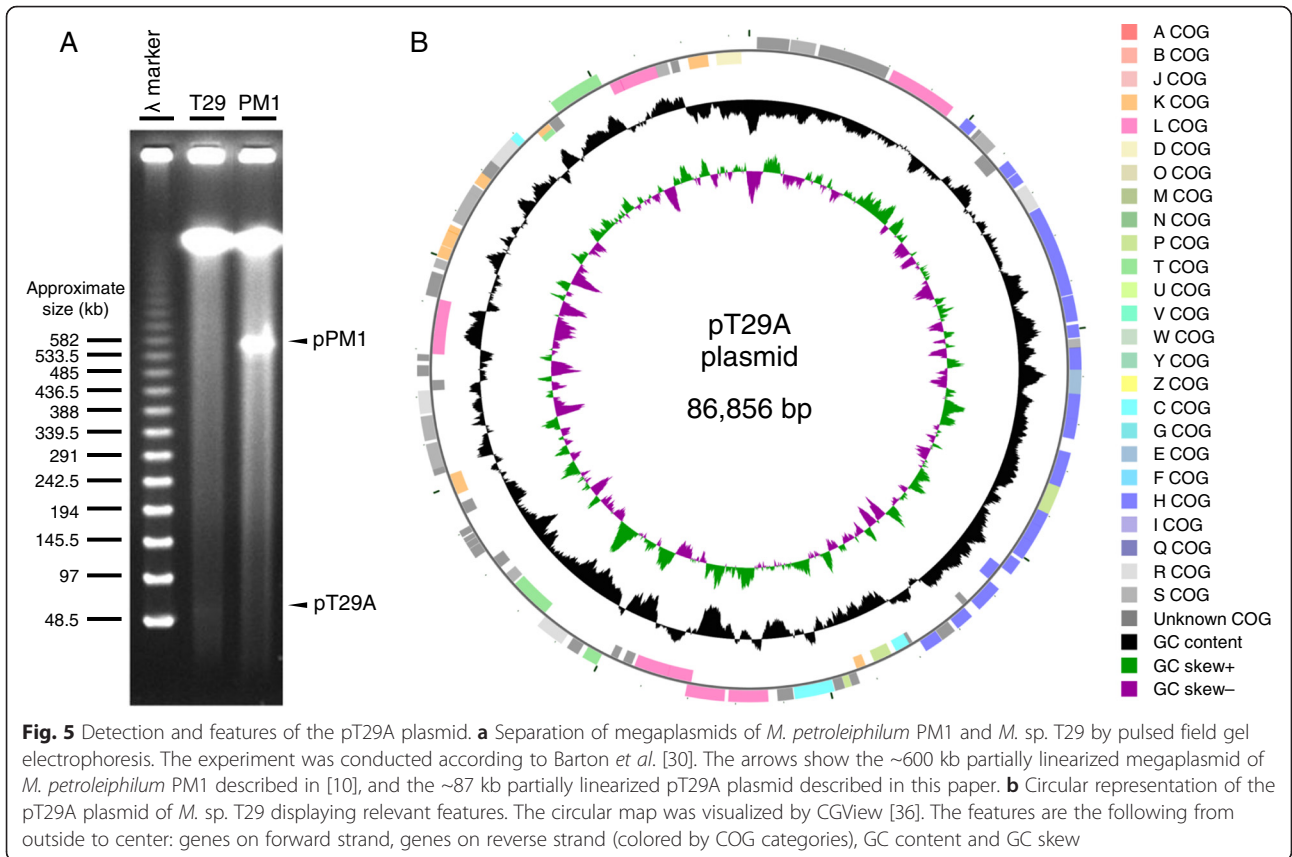 A
λ marker
T29
PM1
Approximate
size (kb)
582
533.5
485
436.5
388
339.5
291
242.5
194
145.5
97
48.5
pPM1
pT29A
B
pT29A
plasmid
86,856 bp
A COG
B COG
J COG
K COG
L COG
D COG
O COG
M COG
N COG
P COG
T COG
U COG
V COG
W COG
Y COG
Z COG
C COG
G COG
E COG
F COG
H COG
I COG
Q COG
R COG
S COG
Unknown COG
GC content
GC skew+
GC skew–
Fig. 5 Detection and features of the pT29A plasmid. a Separation of megaplasmids of M. petroleiphilum PM1 and M. sp. T29 by pulsed field gel
electrophoresis. The experiment was conducted according to Barton et al. [30]. The arrows show the ~600 kb partially linearized megaplasmid of
M. petroleiphilum PM1 described in [10], and the ~87 kb partially linearized pT29A plasmid described in this paper. b Circular representation of the
pT29A plasmid of M. sp. T29 displaying relevant features. The circular map was visualized by CGView [36]. The features are the following from
outside to center: genes on forward strand, genes on reverse strand (colored by COG categories), GC content and GC skew